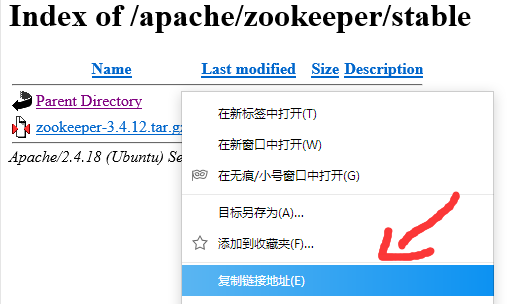 Index of /apache/zookeeper/stable
Name Last modified Size Description
Parent Directory
zookeeper-3.4.12.tar.g
Apache/2.4.18 (Ubuntu) Se
在新标签中打开(T)
在新窗口中打开(W)
在无痕/小号窗口中打开(G)
目标另存为(A)...
添加到收藏夹(F)...
复制链接地址(E)